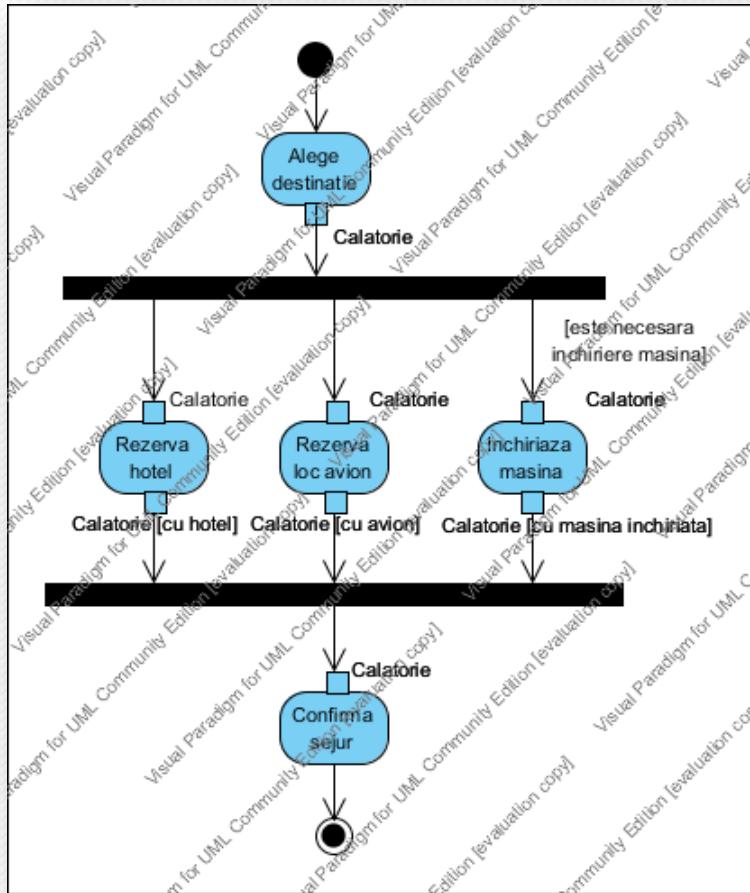 Alege
destinatie
Calatorie
[este necesara
inchiriere masina]
Calatorie
Calatorie
Calatorie
Rezerva
hotel
Rezerva
loc avion
Inchiriaza
masina
Calatorie [cu hotel]
Calatorie [cu avion]
Calatorie [cu masina inchiriata]
Calatorie
Confirma
sejur
Visual Paradigm for UML Community Edition [evaluation copy]